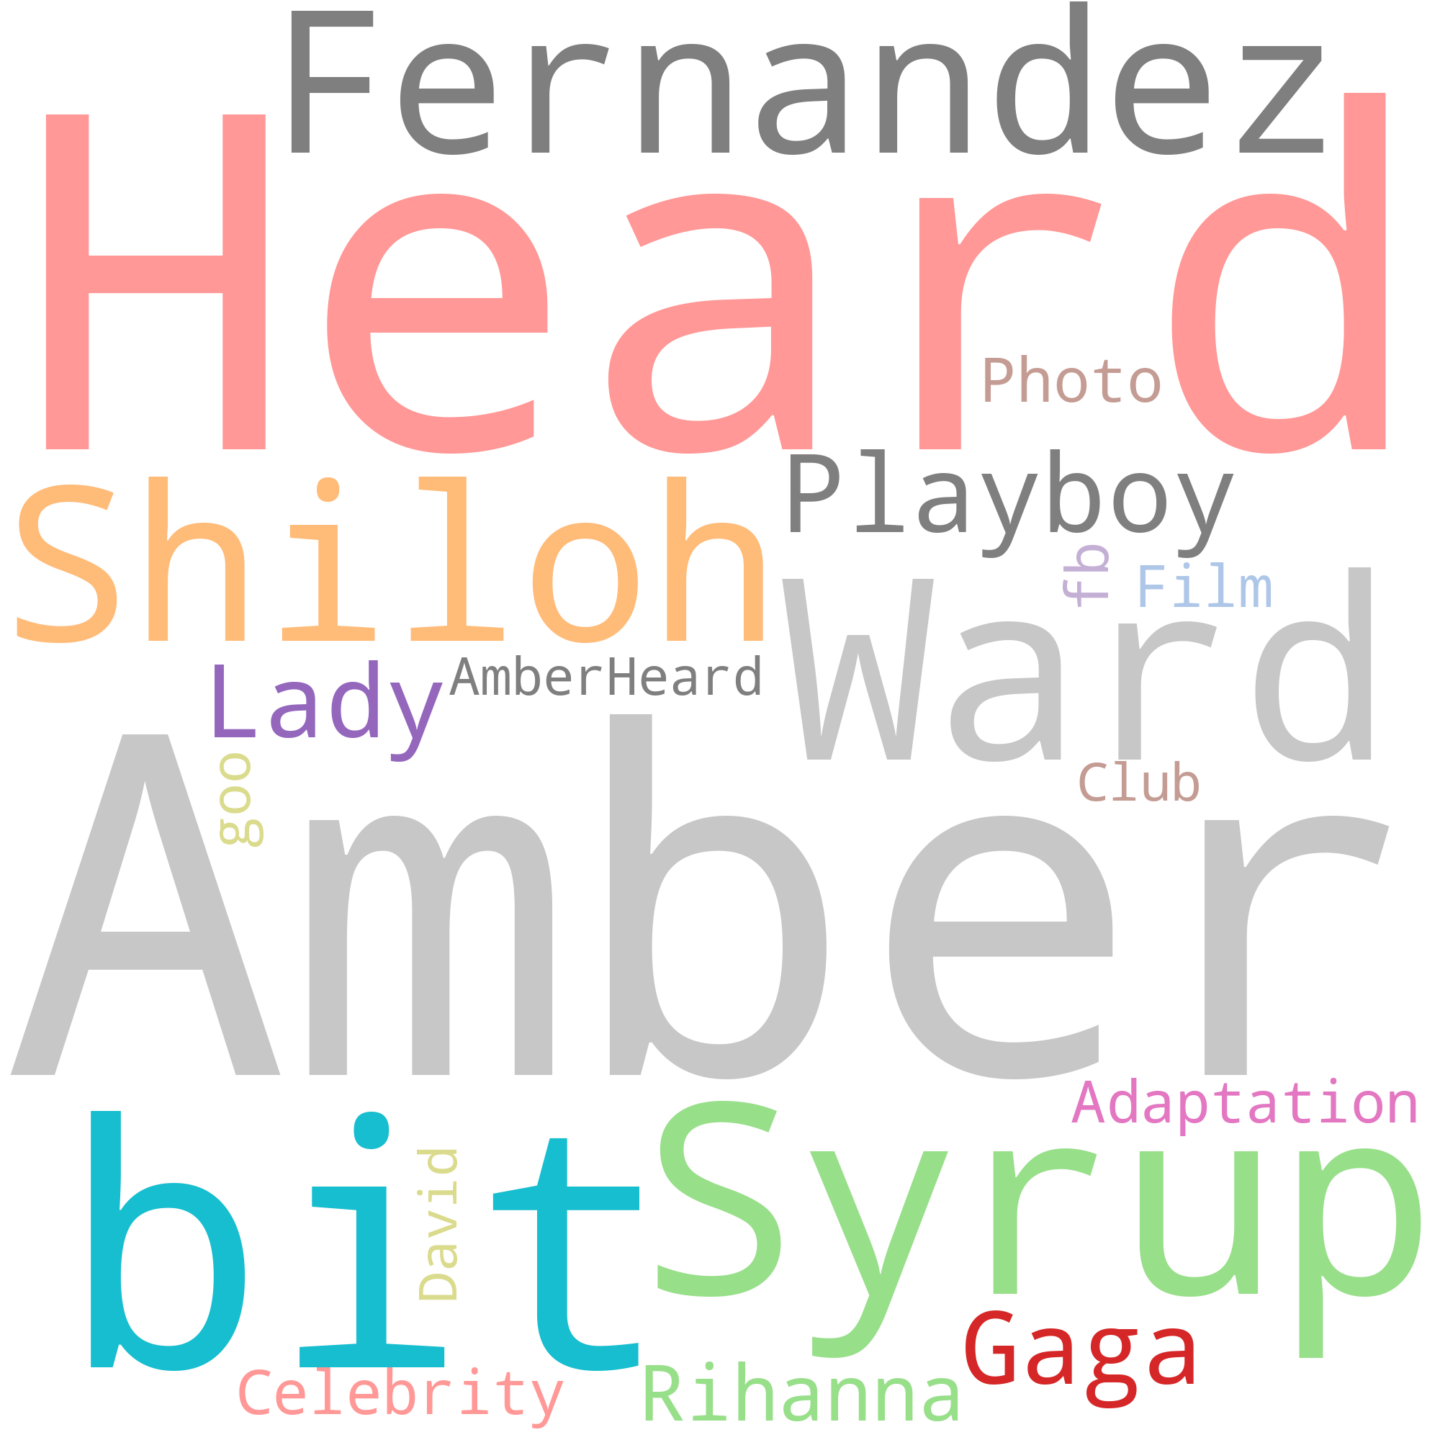 Fernandez
Heard
Photo
Shiloh
Playboy
fb
Film
Ward
Lady
AmberHeard
goo
Club
Amber
Adaptation
bit
Syrup
David
Gaga
Celebrity
Rihanna